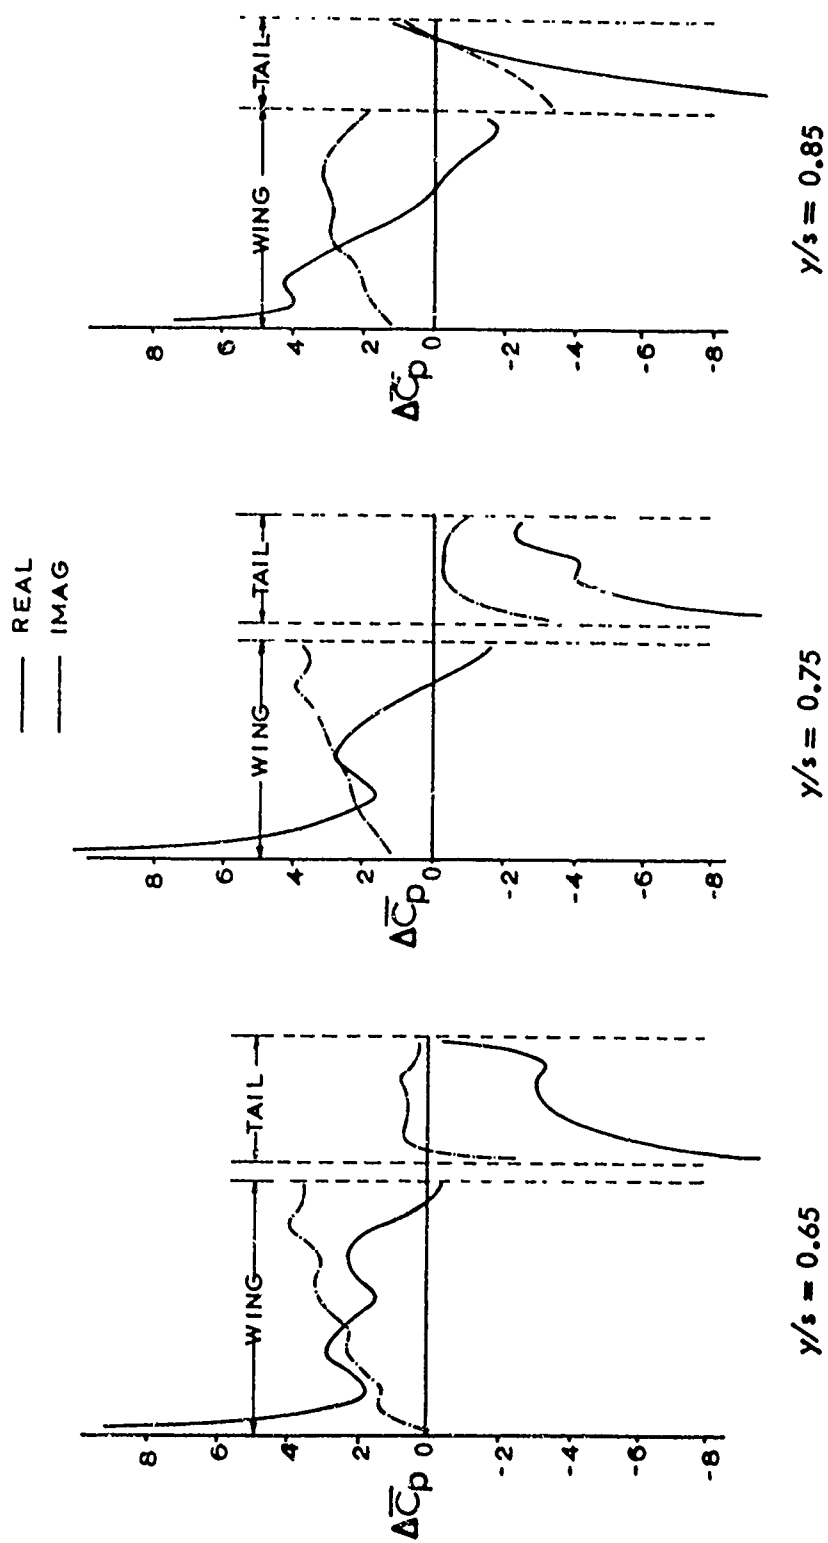 REAL
IMAG
WING
TAIL
8
6
4
2
0
-2
-4
-6
-8
ΔC̅p
y/s = 0.65
WING
TAIL
8
6
4
2
0
-2
-4
-6
-8
ΔC̅p
y/s = 0.75
WING
TAIL
8
6
4
2
0
-2
-4
-6
-8
ΔC̅p
y/s = 0.85